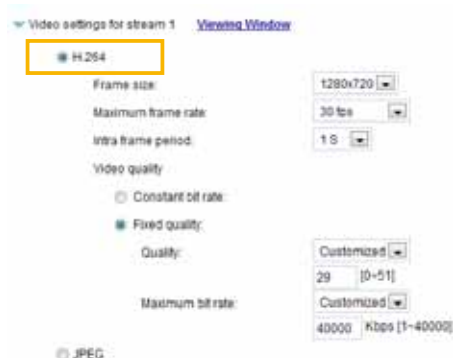 Video settings for stream 1 Viewing Window
H.264
Frame size: 1280x720
Maximum frame rate: 30 fps
Intra frame period: 1 S
Video quality
Constant bit rate:
Fixed quality:
Quality: Customized
29 [0~51]
Maximum bit rate: Customized
40000 Kbps [1~40000]
JPEG